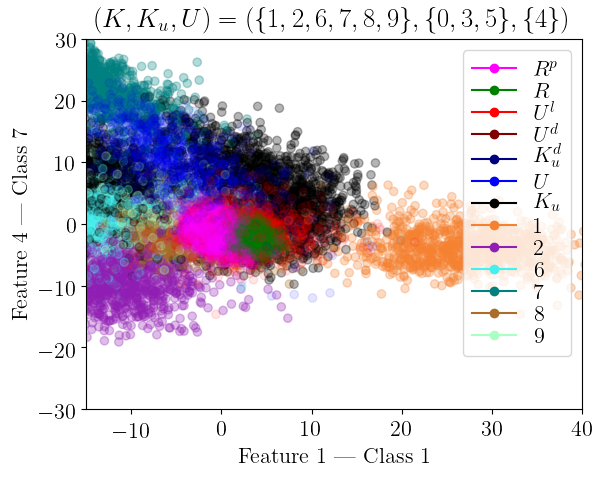 (K, K_u, U) = ({1, 2, 6, 7, 8, 9}, {0, 3, 5}, {4})
30
20
10
0
−10
−20
−30
Feature 4 — Class 7
R^p
R
U^l
U^d
K_u^d
U
K_u
1
2
6
7
8
9
−10
0
10
20
30
40
Feature 1 — Class 1